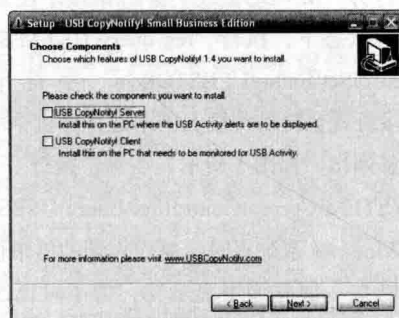 Setup - USB CopyNotify! Small Business Edition
Choose Components
Choose which features of USB CopyNotify! 1.4 you want to install.
Please check the components you want to install.
USB CopyNotify! Server
Install this on the PC where the USB Activity alerts are to be displayed.
USB CopyNotify! Client
Install this on the PC that needs to be monitored for USB Activity.
For more information please visit www.USBCopyNotify.com
< Back
Next >
Cancel